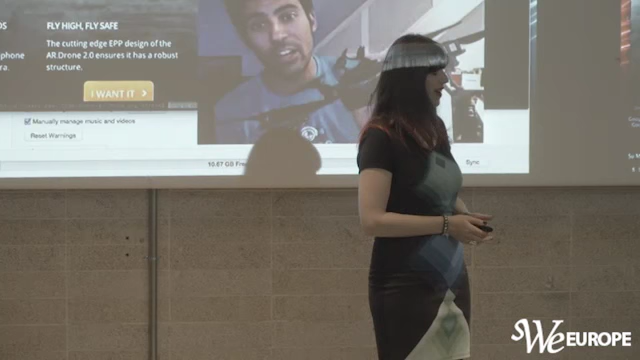 FLY HIGH, FLY SAFE
The cutting edge EPP design of the
AR.Drone 2.0 ensures it has a robust
structure.
I WANT IT >
Manually manage music and videos
Reset Warnings
Sync
SWeEUROPE